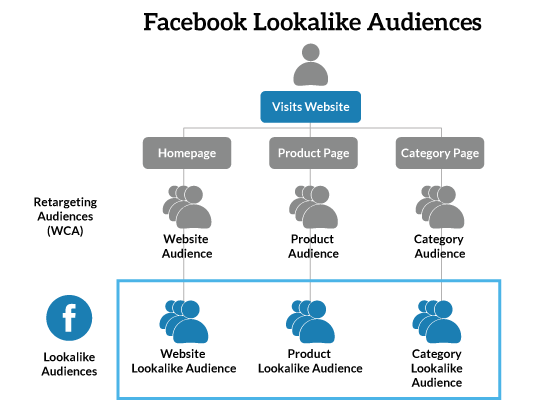 Facebook Lookalike Audiences
Visits Website
Homepage
Product Page
Category Page
Retargeting
Audiences
(WCA)
Website
Audience
Product
Audience
Category
Audience
f
Lookalike
Audiences
Website
Lookalike Audience
Product
Lookalike Audience
Category
Lookalike
Audience